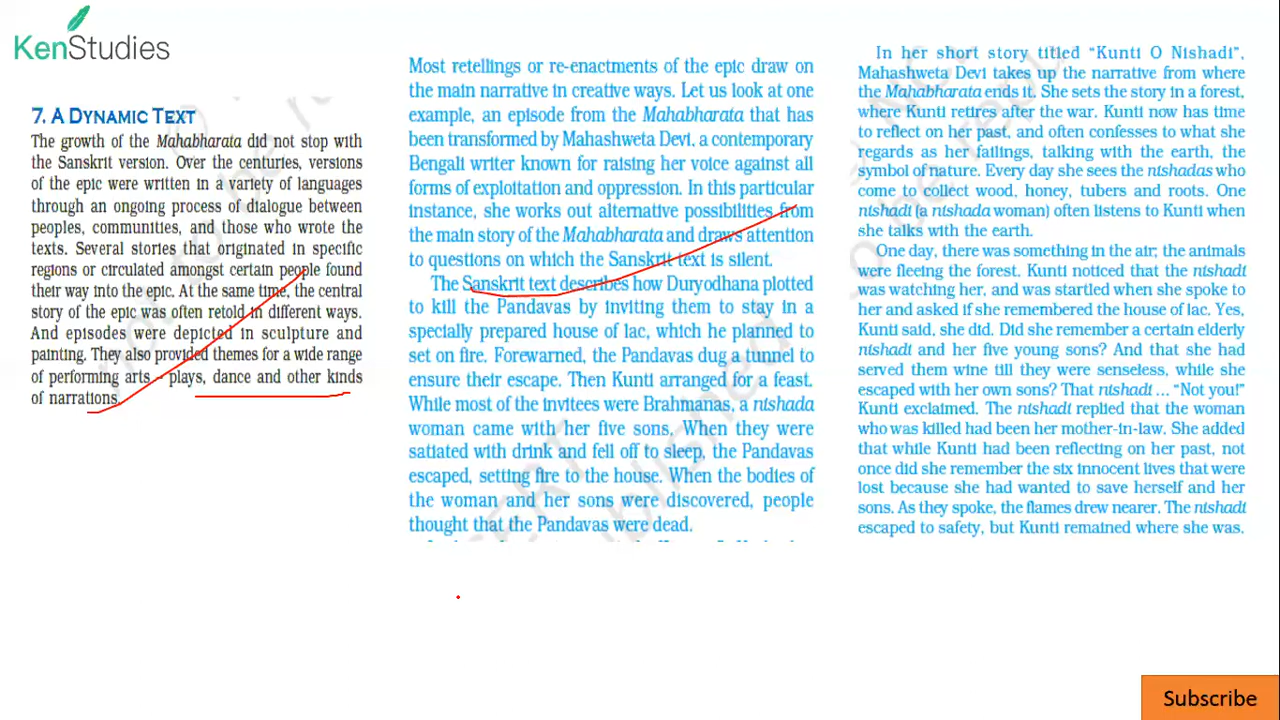 KenStudies
7. A DYNAMIC TEXT
The growth of the Mahabharata did not stop with
the Sanskrit version. Over the centuries, versions
of the epic were written in a variety of languages
through an ongoing process of dialogue between
peoples, communities, and those who wrote the
texts. Several stories that originated in specific
regions or circulated amongst certain people found
their way into the epic. At the same time, the central
story of the epic was often retold in different ways.
And episodes were depicted in sculpture and
painting. They also provided themes for a wide range
of performing arts – plays, dance and other kinds
of narrations.
Most retellings or re-enactments of the epic draw on
the main narrative in creative ways. Let us look at one
example, an episode from the Mahabharata that has
been transformed by Mahashweta Devi, a contemporary
Bengali writer known for raising her voice against all
forms of exploitation and oppression. In this particular
instance, she works out alternative possibilities from
the main story of the Mahabharata and draws attention
to questions on which the Sanskrit text is silent.
The Sanskrit text describes how Duryodhana plotted
to kill the Pandavas by inviting them to stay in a
specially prepared house of lac, which he planned to
set on fire. Forewarned, the Pandavas dug a tunnel to
ensure their escape. Then Kunti arranged for a feast.
While most of the invitees were Brahmanas, a nishada
woman came with her five sons. When they were
satiated with drink and fell off to sleep, the Pandavas
escaped, setting fire to the house. When the bodies of
the woman and her sons were discovered, people
thought that the Pandavas were dead.
In her short story titled “Kunti O Nishadi”,
Mahashweta Devi takes up the narrative from where
the Mahabharata ends it. She sets the story in a forest,
where Kunti retires after the war. Kunti now has time
to reflect on her past, and often confesses to what she
regards as her failings, talking with the earth, the
symbol of nature. Every day she sees the nishadas who
come to collect wood, honey, tubers and roots. One
nishadi (a nishada woman) often listens to Kunti when
she talks with the earth.
One day, there was something in the air; the animals
were fleeing the forest. Kunti noticed that the nishadi
was watching her, and was startled when she spoke to
her and asked if she remembered the house of lac. Yes,
Kunti said, she did. Did she remember a certain elderly
nishadi and her five young sons? And that she had
served them wine till they were senseless, while she
escaped with her own sons? That nishadi … “Not you!”
Kunti exclaimed. The nishadi replied that the woman
who was killed had been her mother-in-law. She added
that while Kunti had been reflecting on her past, not
once did she remember the six innocent lives that were
lost because she had wanted to save herself and her
sons. As they spoke, the flames drew nearer. The nishadi
escaped to safety, but Kunti remained where she was.
Subscribe